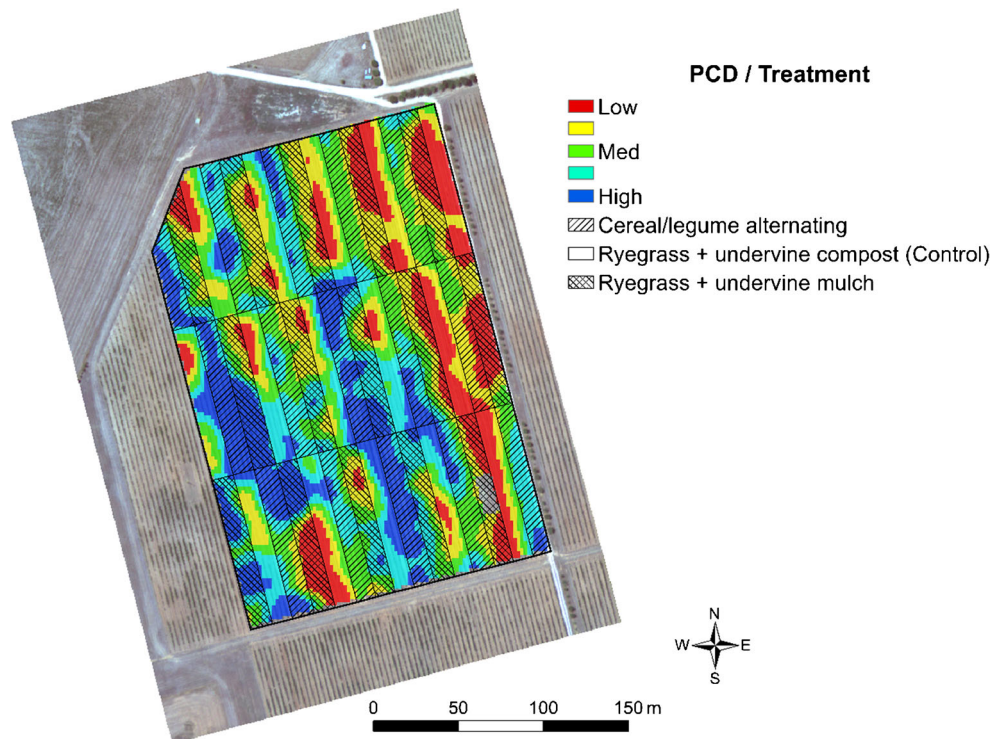 PCD / Treatment
Low
Med
High
Cereal/legume alternating
Ryegrass + undervine compost (Control)
Ryegrass + undervine mulch
N
W E
S
0 50 100 150 m